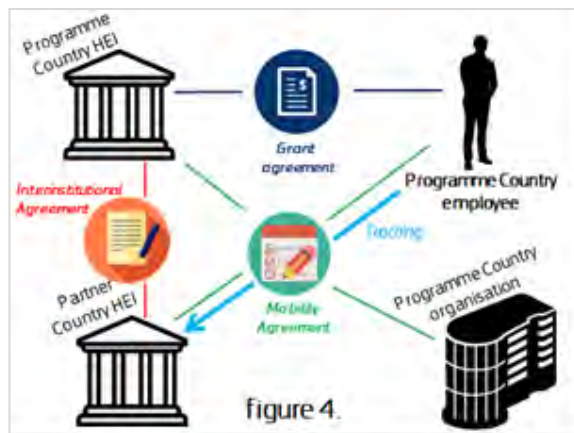 Programme
Country HEI
Grant
agreement
Programme Country
employee
Interinstitutional
Agreement
Teaching
Partner
Country HEI
Mobility
Agreement
Programme Country
organisation
figure 4.